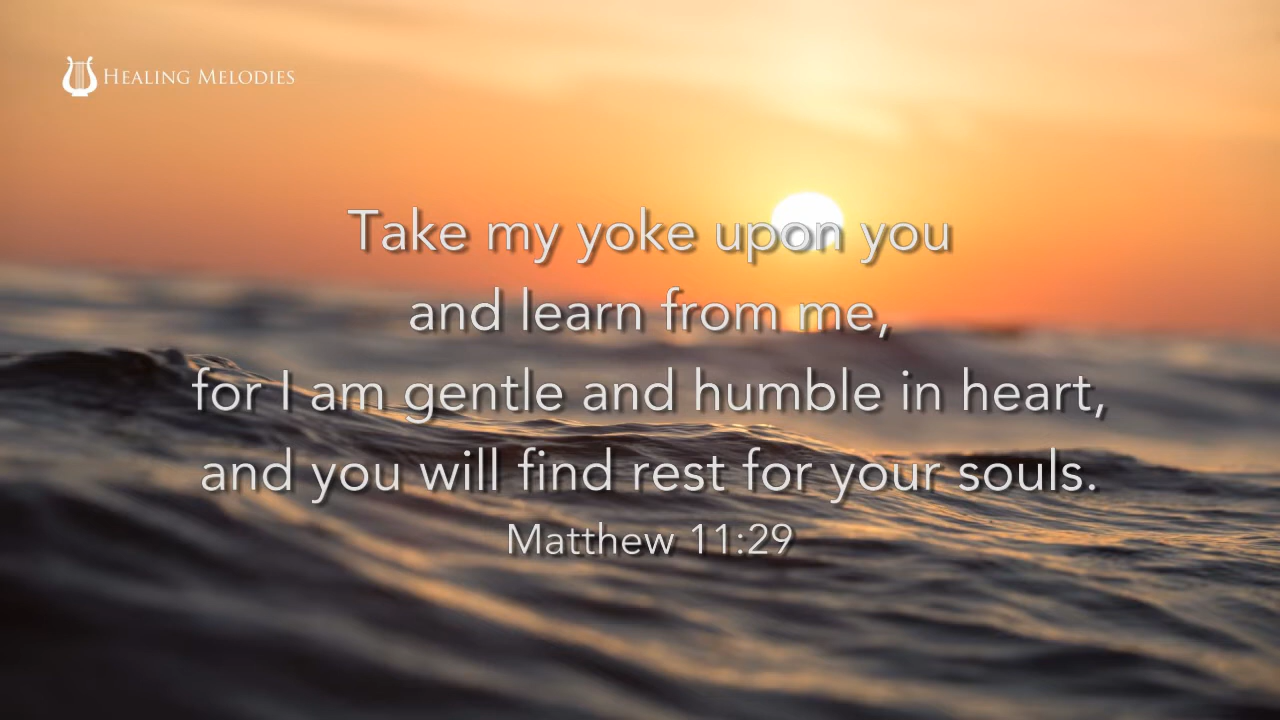 Healing Melodies
Take my yoke upon you
and learn from me,
for I am gentle and humble in heart,
and you will find rest for your souls.
Matthew 11:29